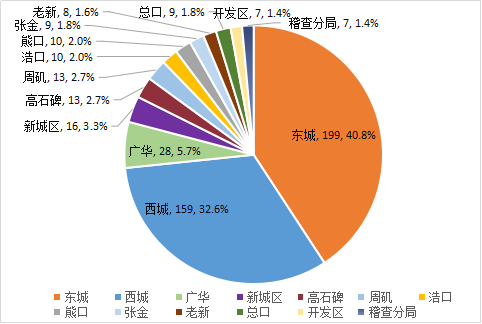 老新, 8, 1.6%
总口, 9, 1.8%
开发区, 7, 1.4%
张金, 9, 1.8%
稽查分局, 7, 1.4%
熊口, 10, 2.0%
浩口, 10, 2.0%
周矶, 13, 2.7%
高石碑, 13, 2.7%
新城区, 16, 3.3%
东城, 199, 40.8%
广华, 28, 5.7%
西城, 159, 32.6%
东城 西城 广华 新城区 高石碑 周矶 浩口
熊口 张金 老新 总口 开发区 稽查分局